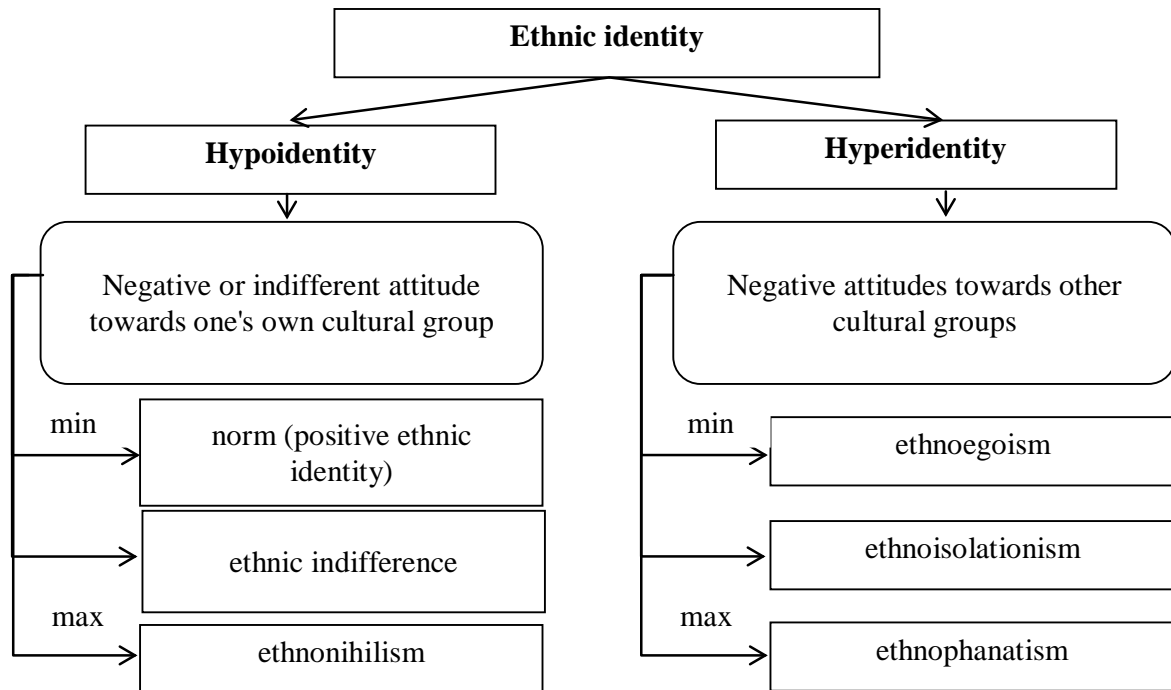 Ethnic identity
Hypoidentity
Hyperidentity
Negative or indifferent attitude
towards one's own cultural group
Negative attitudes towards other
cultural groups
min
norm (positive ethnic
identity)
min
ethnoegoism
ethnic indifference
ethnoisolationism
max
ethnonihilism
max
ethnophanatism